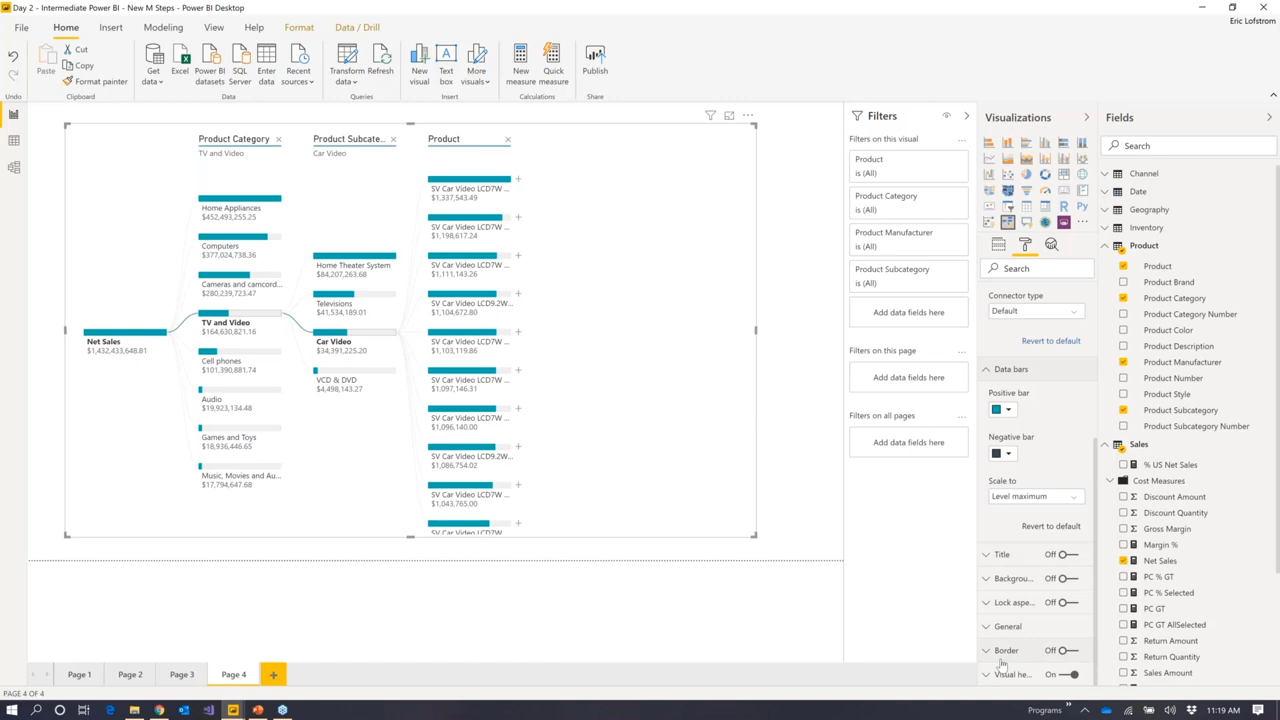 Day 2 - Intermediate Power BI - New M Steps - Power BI Desktop
Eric Lofstrom
File Home Insert Modeling View Help Format Data / Drill
Paste
Cut
Copy
Format painter
Get data
Excel
Power BI datasets
SQL Server
Enter data
Recent sources
Transform data
Refresh
New visual
Text box
More visuals
New measure
Quick measure
Publish
Undo
Clipboard
Data
Queries
Insert
Calculations
Share
Product Category
TV and Video
Product Subcate...
Car Video
Product
Net Sales
$1,432,433,648.81
Home Appliances
$452,493,255.25
Computers
$377,024,738.36
Cameras and camcord...
$280,239,723.47
TV and Video
$164,630,821.16
Cell phones
$101,390,881.74
Audio
$19,923,134.48
Games and Toys
$18,936,446.65
Music, Movies and Au...
$17,794,647.68
Home Theater System
$84,207,263.68
Televisions
$41,534,189.01
Car Video
$34,391,225.20
VCD & DVD
$4,498,143.27
SV Car Video LCD7W ...
$1,337,543.49
SV Car Video LCD7W ...
$1,198,617.24
SV Car Video LCD7W ...
$1,111,143.26
SV Car Video LCD9.2W...
$1,104,672.80
SV Car Video LCD7W ...
$1,103,119.86
SV Car Video LCD7W ...
$1,097,146.31
SV Car Video LCD7W ...
$1,096,140.00
SV Car Video LCD9.2W...
$1,086,754.02
SV Car Video LCD7W ...
$1,043,765.00
SV Car Video LCD7W
Filters
Filters on this visual
Product
is (All)
Product Category
is (All)
Product Manufacturer
is (All)
Product Subcategory
is (All)
Add data fields here
Filters on this page
Add data fields here
Filters on all pages
Add data fields here
Visualizations
Search
Connector type
Default
Revert to default
Data bars
Positive bar
Negative bar
Scale to
Level maximum
Revert to default
Title Off
Backgrou... Off
Lock aspe... Off
General
Border Off
Visual he... On
Fields
Search
Channel
Date
Geography
Inventory
Product
Product
Product Brand
Product Category
Product Category Number
Product Color
Product Description
Product Manufacturer
Product Number
Product Style
Product Subcategory
Product Subcategory Number
Sales
% US Net Sales
Cost Measures
Discount Amount
Discount Quantity
Gross Margin
Margin %
Net Sales
PC % GT
PC % Selected
PC GT
PC GT AllSelected
Return Amount
Return Quantity
Sales Amount
Page 1 Page 2 Page 3 Page 4
PAGE 4 OF 4
Programs
11:19 AM